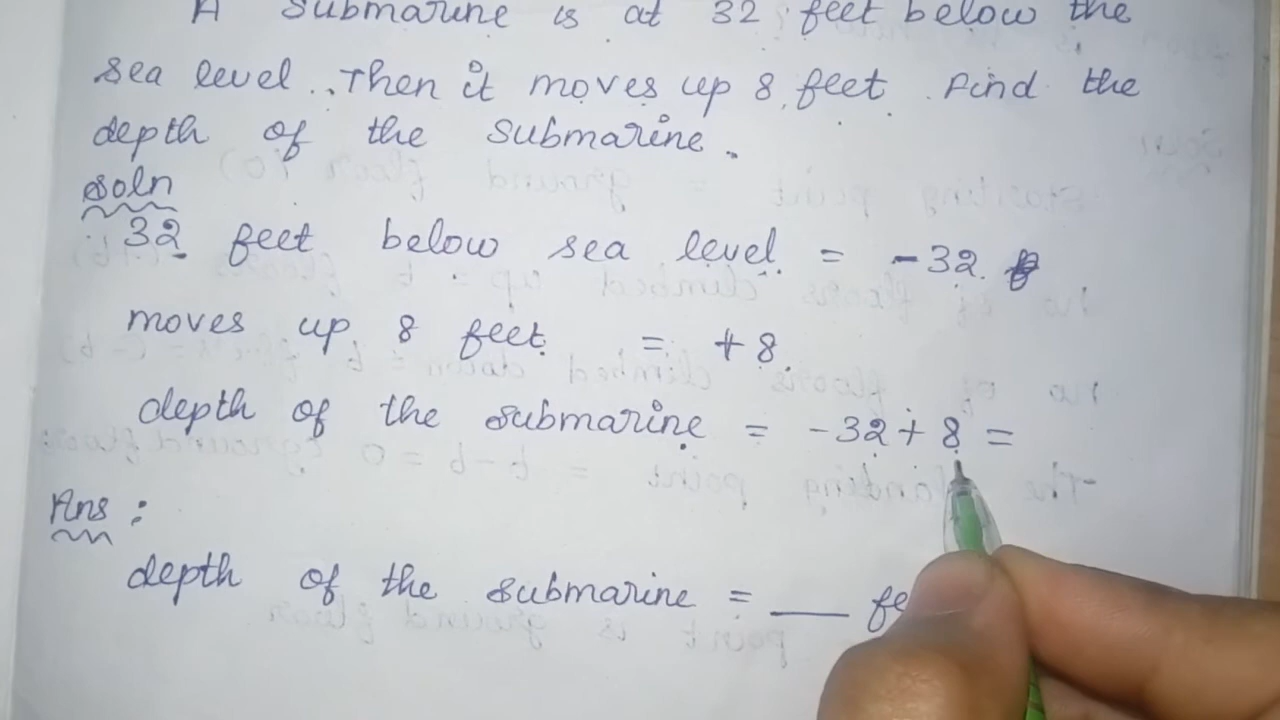 A submarine is at 32 feet below the
sea level. Then it moves up 8 feet. Find the
depth of the submarine.
Soln
32 feet below sea level = -32
moves up 8 feet = +8
depth of the submarine = -32 + 8 =
Ans :
depth of the submarine = ___ fe